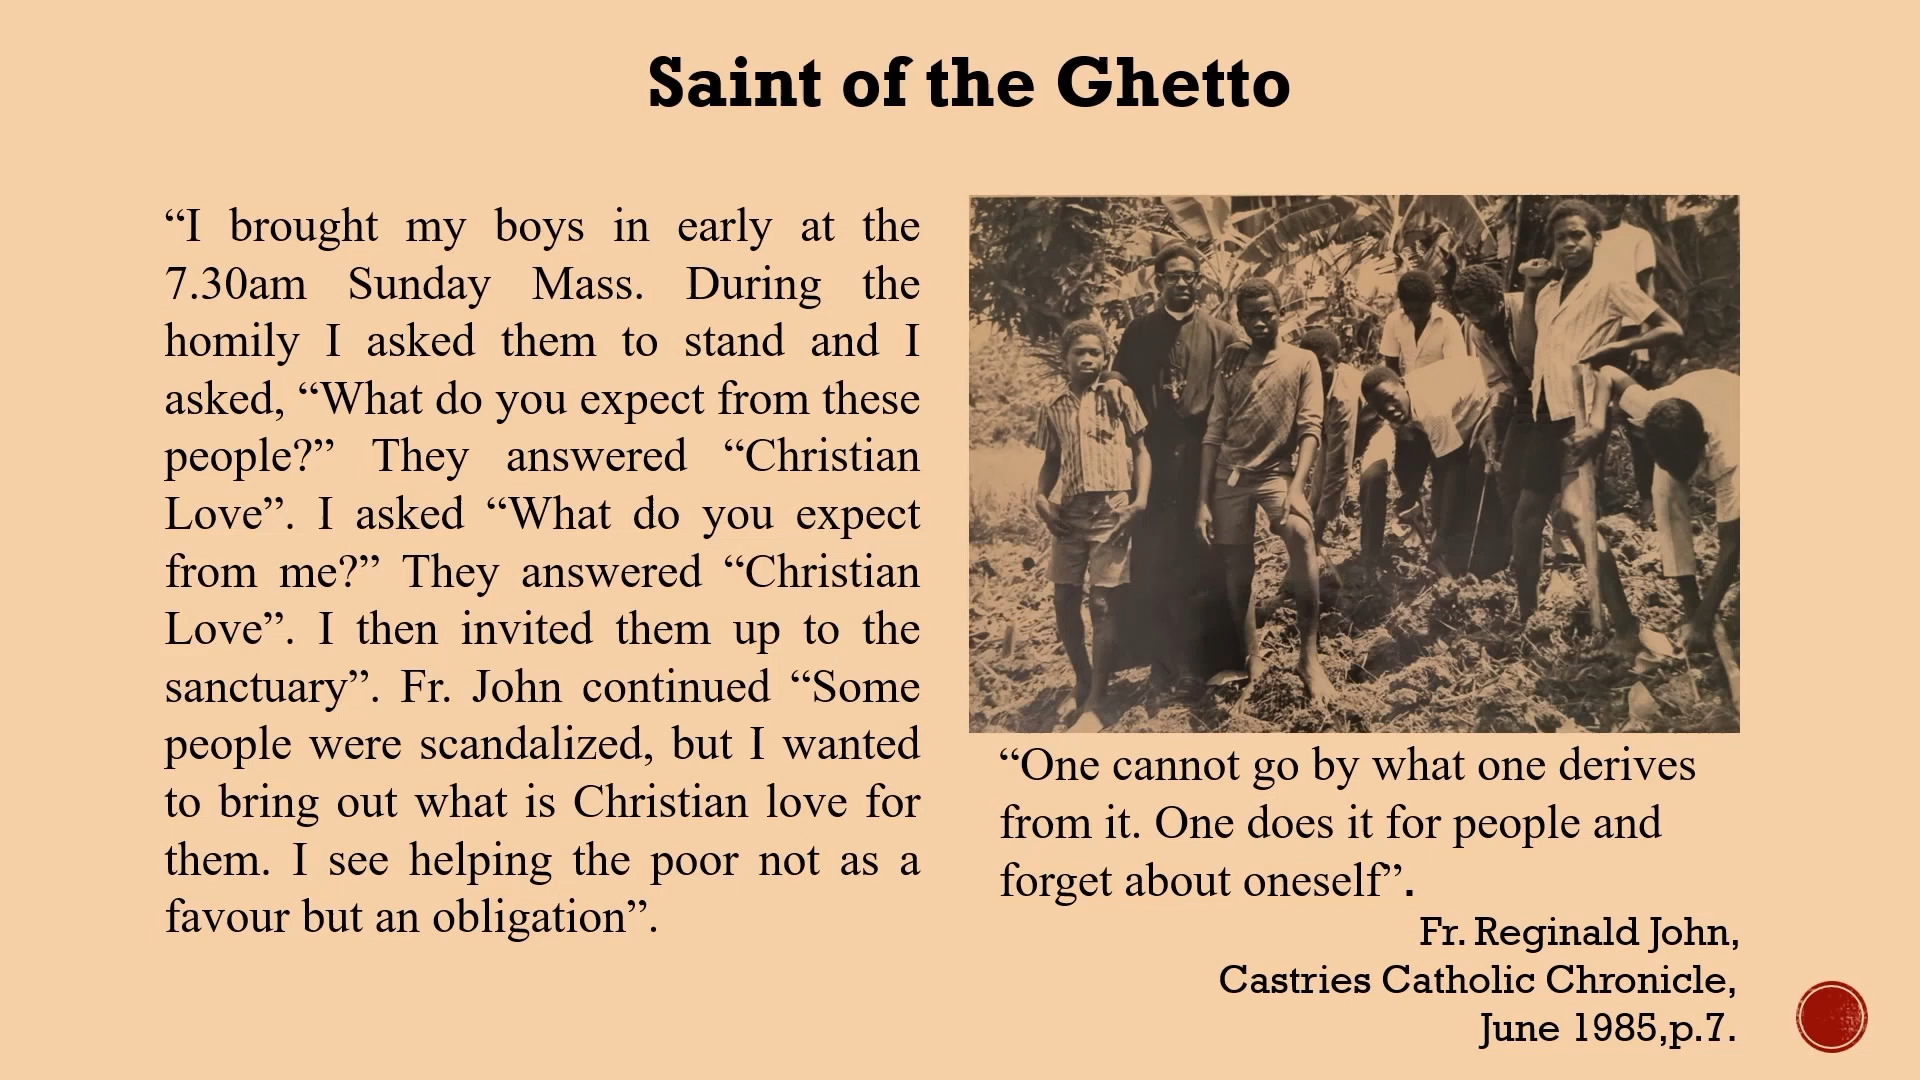 Saint of the Ghetto
“I brought my boys in early at the
7.30am Sunday Mass. During the
homily I asked them to stand and I
asked, “What do you expect from these
people?” They answered “Christian
Love”. I asked “What do you expect
from me?” They answered “Christian
Love”. I then invited them up to the
sanctuary”. Fr. John continued “Some
people were scandalized, but I wanted
to bring out what is Christian love for
them. I see helping the poor not as a
favour but an obligation”.
“One cannot go by what one derives
from it. One does it for people and
forget about oneself”.
Fr. Reginald John,
Castries Catholic Chronicle,
June 1985,p.7.